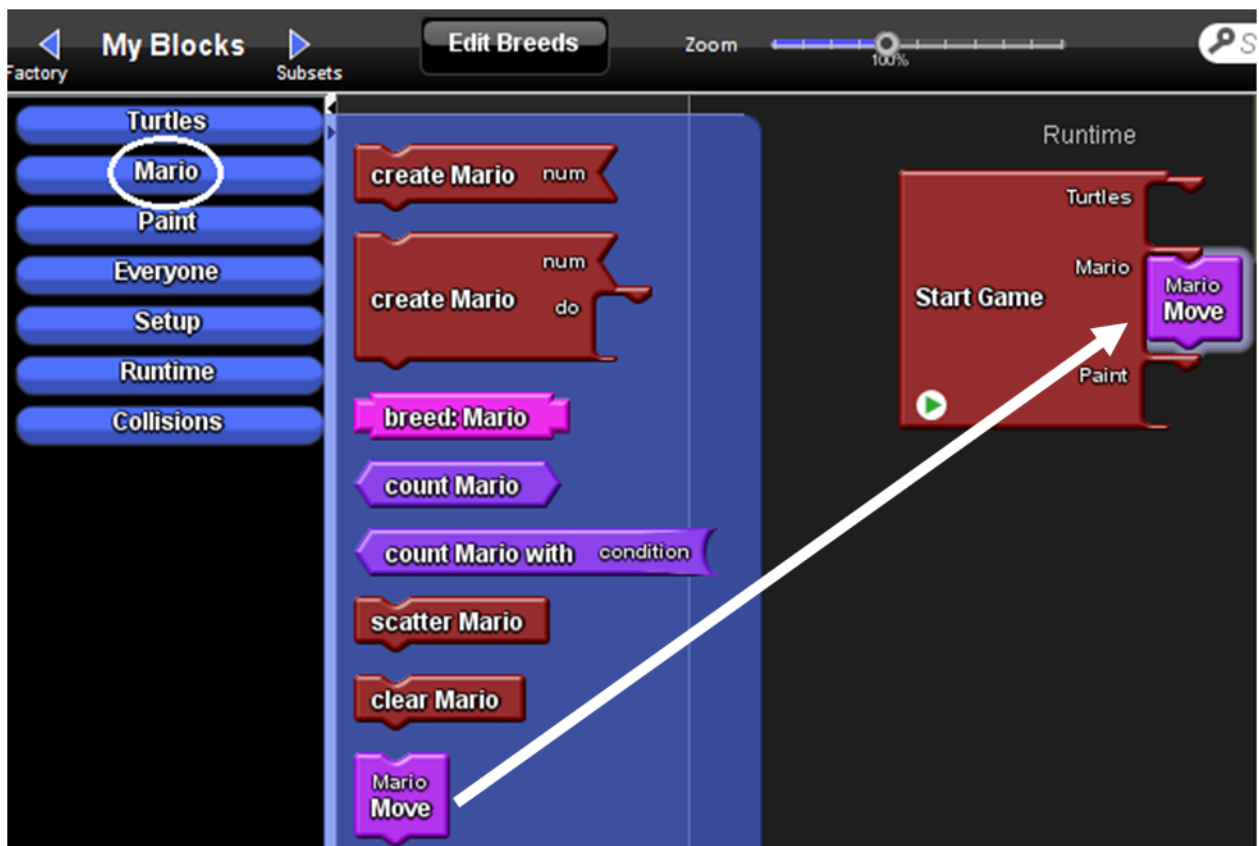 My Blocks
Edit Breeds
Zoom
100%
S
Factory
Subsets
Turtles
Mario
Paint
Everyone
Setup
Runtime
Collisions
create Mario num
num
create Mario
do
breed: Mario
count Mario
count Mario with condition
scatter Mario
clear Mario
Mario
Move
Runtime
Turtles
Mario
Start Game
Paint
Mario
Move